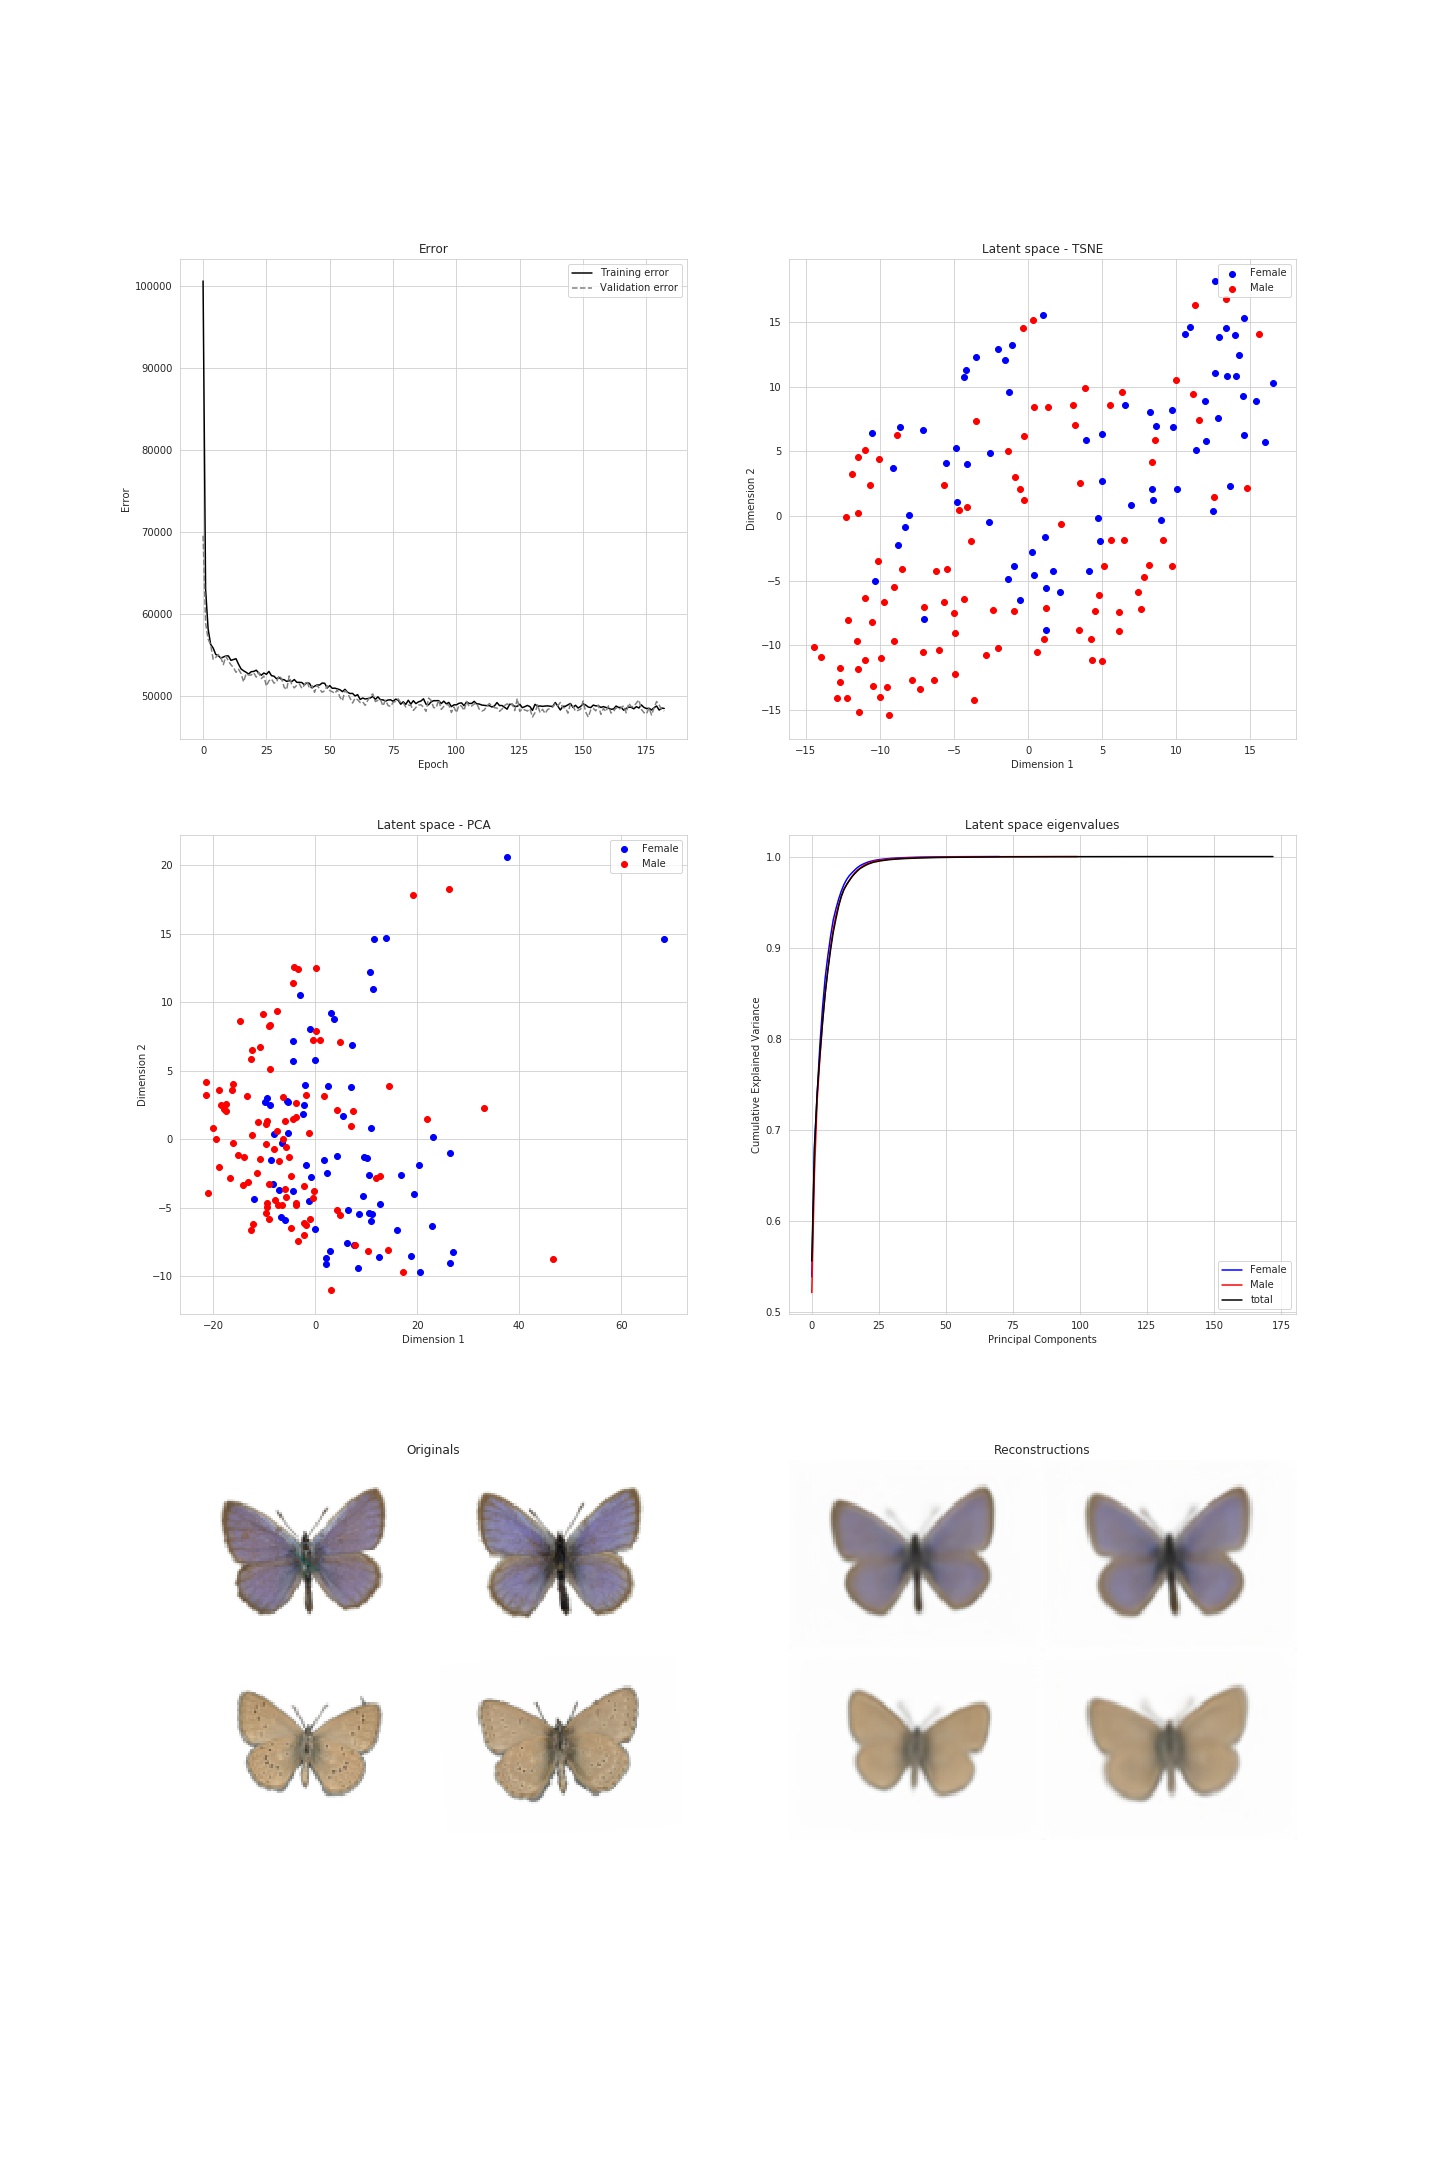 Error
Training error
Validation error
100000
90000
80000
70000
60000
50000
Error
0 25 50 75 100 125 150 175
Epoch
Latent space - TSNE
Female
Male
15
10
5
0
−5
−10
−15
Dimension 2
−15 −10 −5 0 5 10 15
Dimension 1
Latent space - PCA
Female
Male
20
15
10
5
0
−5
−10
Dimension 2
−20 0 20 40 60
Dimension 1
Latent space eigenvalues
1.0
0.9
0.8
0.7
0.6
0.5
Cumulative Explained Variance
Female
Male
total
0 25 50 75 100 125 150 175
Principal Components
Originals
Reconstructions